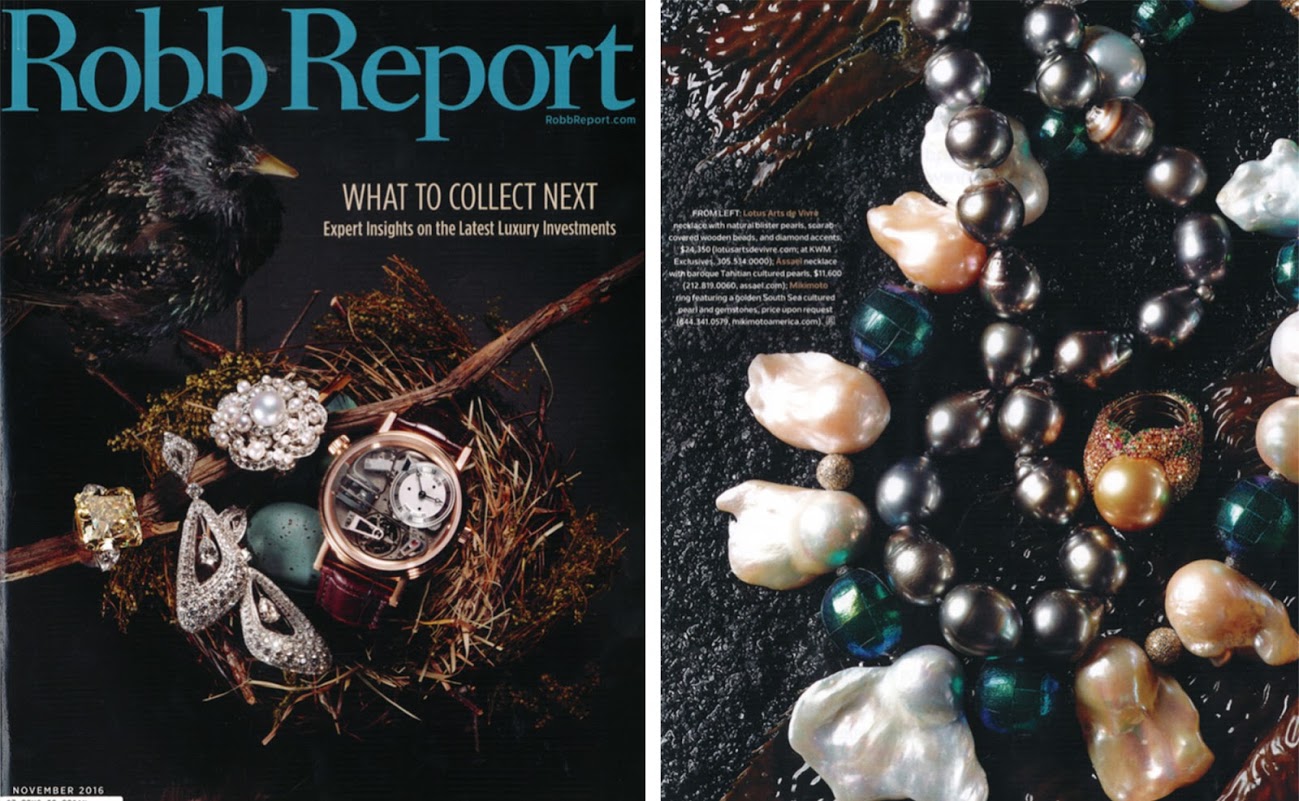 Robb Report
RobbReport.com
WHAT TO COLLECT NEXT
Expert Insights on the Latest Luxury Investments
NOVEMBER 2016
FROM LEFT: Lotus Arts de Vivre
necklace with natural blister pearls, scarab-
covered wooden beads, and diamond accents,
$24,350 (lotusartsdevivre.com; at KWM
Exclusives, 305.534.0000); Assael necklace
with baroque Tahitian cultured pearls, $11,600
(212.819.0060, assael.com); Mikimoto
ring featuring a golden South Sea cultured
pearl and gemstones, price upon request
(844.341.0579, mikimotoamerica.com).